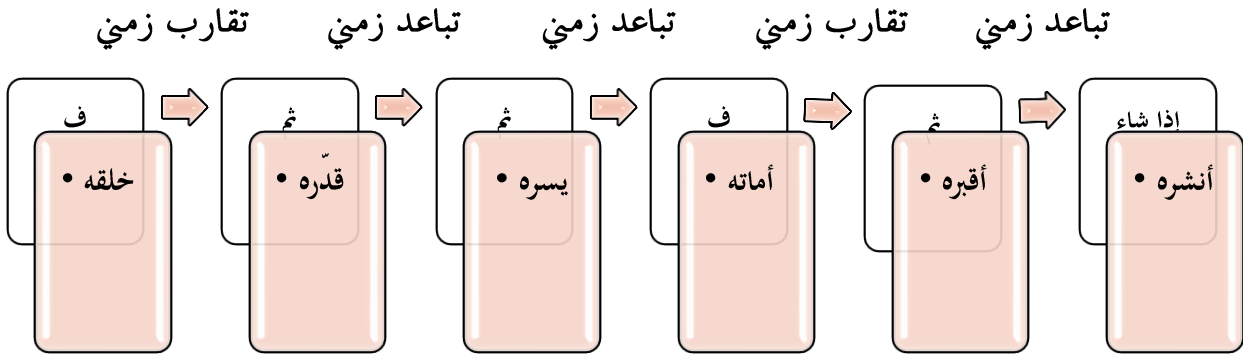 تقارب زمني
تباعد زمني
تباعد زمني
تقارب زمني
تباعد زمني
ف
خلقه •
ثم
قدّره •
ثم
يسره •
ف
أماته •
ثم
أقبره •
إذا شاء
أنشره •